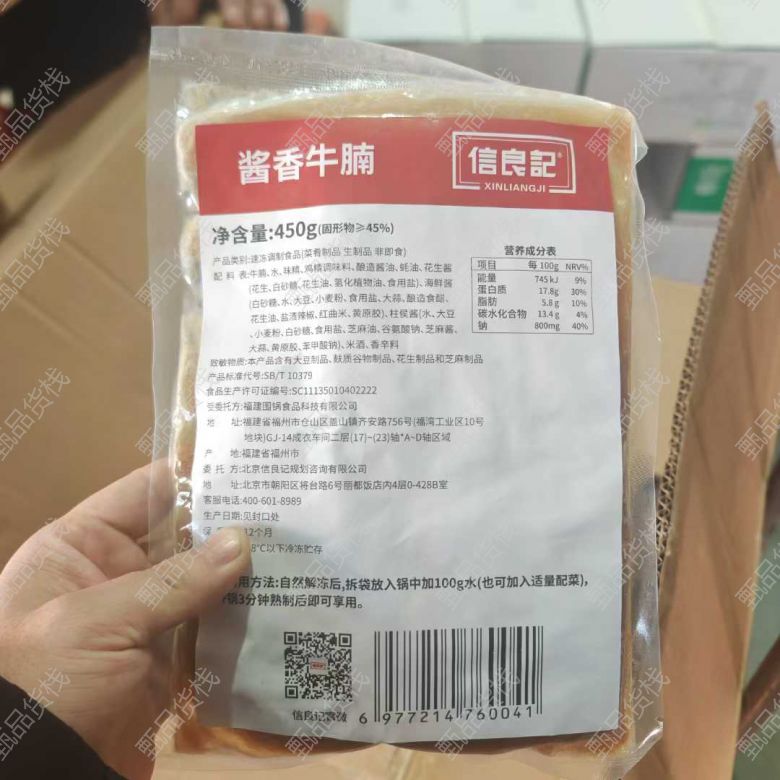 酱香牛腩
信良記®
XINLIANGJI
净含量:450g(固形物≥45%)
产品类别:速冻调制食品(菜肴制品 生制品 非即食)
配 料 表:牛腩、水、味精、鸡精调味料、酿造酱油、蚝油、花生酱
(花生、白砂糖、花生油、氢化植物油、食用盐)、海鲜酱
(白砂糖、水、大豆、小麦粉、食用盐、大蒜、酿造食醋、
花生油、盐渍辣椒、红曲米、黄原胶)、柱侯酱(水、大豆
、小麦粉、白砂糖、食用盐、芝麻油、谷氨酸钠、芝麻酱、
大蒜、黄原胶、苯甲酸钠)、米酒、香辛料
致敏物质:本产品含有大豆制品、麸质谷物制品、花生制品和芝麻制品
产品标准代号:SB/T 10379
食品生产许可证编号:SC11135010402222
受委托方:福建围锅食品科技有限公司
地 址:福建省福州市仓山区盖山镇齐安路756号(福湾工业区10号
地块)GJ-14成衣车间二层(17)~(23)轴*A~D轴区域
产 地:福建省福州市
委 托 方:北京信良记规划咨询有限公司
地 址:北京市朝阳区将台路6号丽都饭店内4层0-428B室
客服电话:400-601-8989
生产日期:见封口处
12个月
8℃以下冷冻贮存
用方法:自然解冻后,拆袋放入锅中加100g水(也可加入适量配菜),
锅3分钟熟制后即可享用。
营养成分表
项目 每 100g NRV%
能量 745 kJ 9%
蛋白质 17.8g 30%
脂肪 5.8 g 10%
碳水化合物 13.4 g 4%
钠 800mg 40%
信良记官微
6 977214 760041
甄品货栈